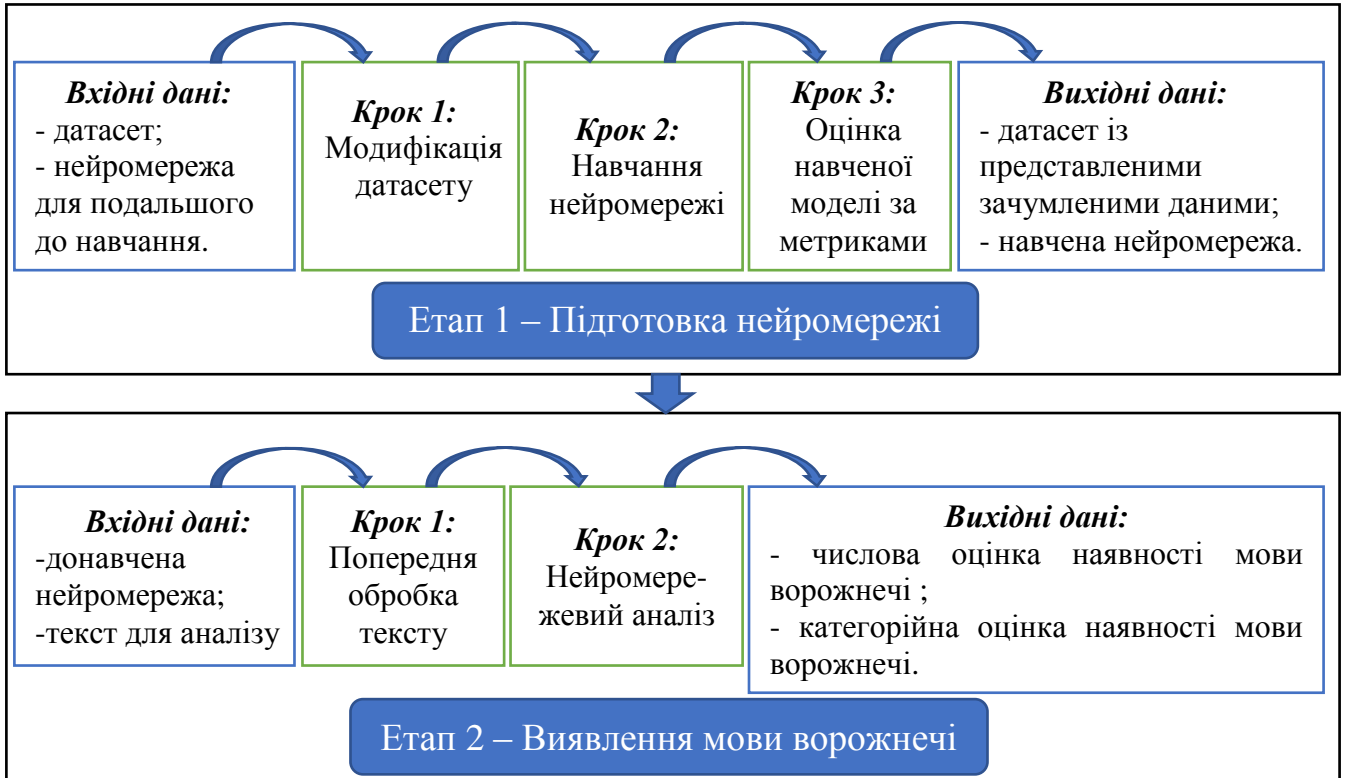 Вхідні дані:
- датасет;
- нейромережа
для подальшого
до навчання.
Крок 1:
Модифікація
датасету
Крок 2:
Навчання
нейромережі
Крок 3:
Оцінка
навченої
моделі за
метриками
Вихідні дані:
- датасет із
представленими
зачумленими даними;
- навчена нейромережа.
Етап 1 – Підготовка нейромережі
Вхідні дані:
-донавчена
нейромережа;
-текст для аналізу
Крок 1:
Попередня
обробка
тексту
Крок 2:
Нейромере-
жевий аналіз
Вихідні дані:
- числова оцінка наявності мови
ворожнечі ;
- категорійна оцінка наявності мови
ворожнечі.
Етап 2 – Виявлення мови ворожнечі